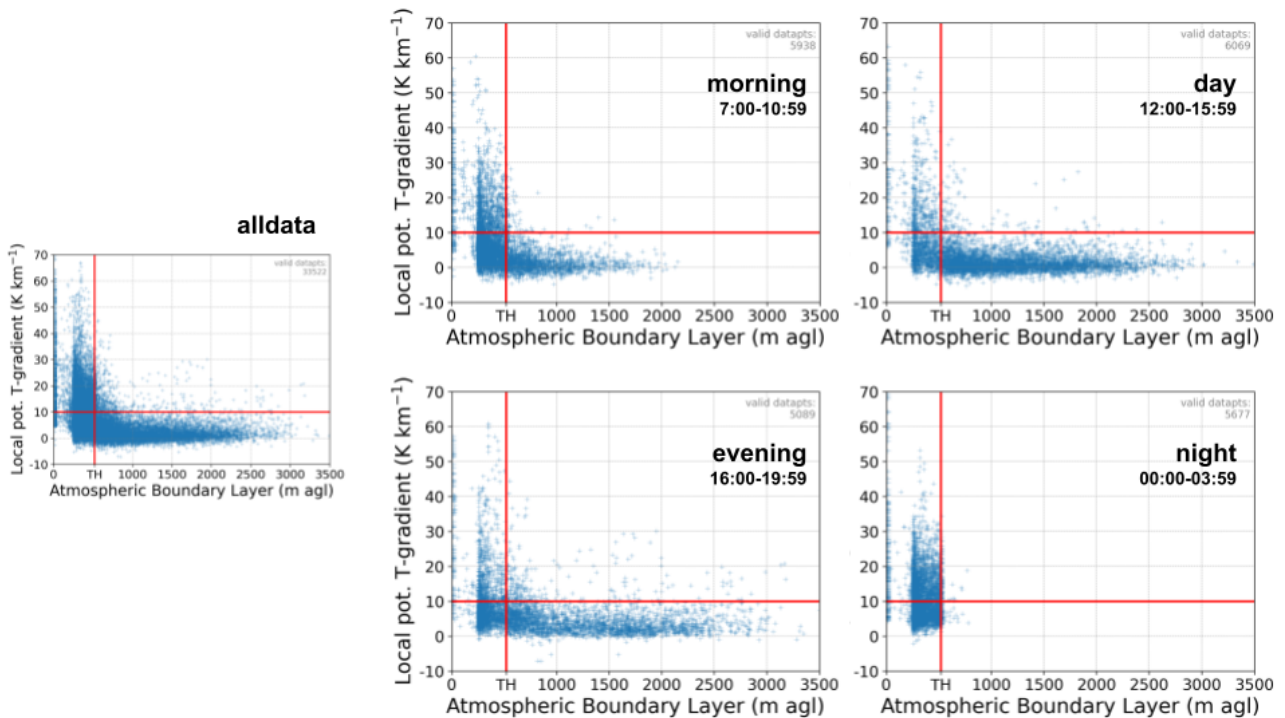 alldata
70
60
50
40
30
20
10
0
-10
Local pot. T-gradient (K km⁻¹)
valid datapts:
33522
0 TH 1000 1500 2000 2500 3000 3500
Atmospheric Boundary Layer (m agl)
70
60
50
40
30
20
10
0
-10
Local pot. T-gradient (K km⁻¹)
valid datapts:
5938
morning
7:00-10:59
0 TH 1000 1500 2000 2500 3000 3500
Atmospheric Boundary Layer (m agl)
70
60
50
40
30
20
10
0
-10
valid datapts:
6069
day
12:00-15:59
0 TH 1000 1500 2000 2500 3000 3500
Atmospheric Boundary Layer (m agl)
70
60
50
40
30
20
10
0
-10
Local pot. T-gradient (K km⁻¹)
valid datapts:
5089
evening
16:00-19:59
0 TH 1000 1500 2000 2500 3000 3500
Atmospheric Boundary Layer (m agl)
70
60
50
40
30
20
10
0
-10
valid datapts:
5677
night
00:00-03:59
0 TH 1000 1500 2000 2500 3000 3500
Atmospheric Boundary Layer (m agl)